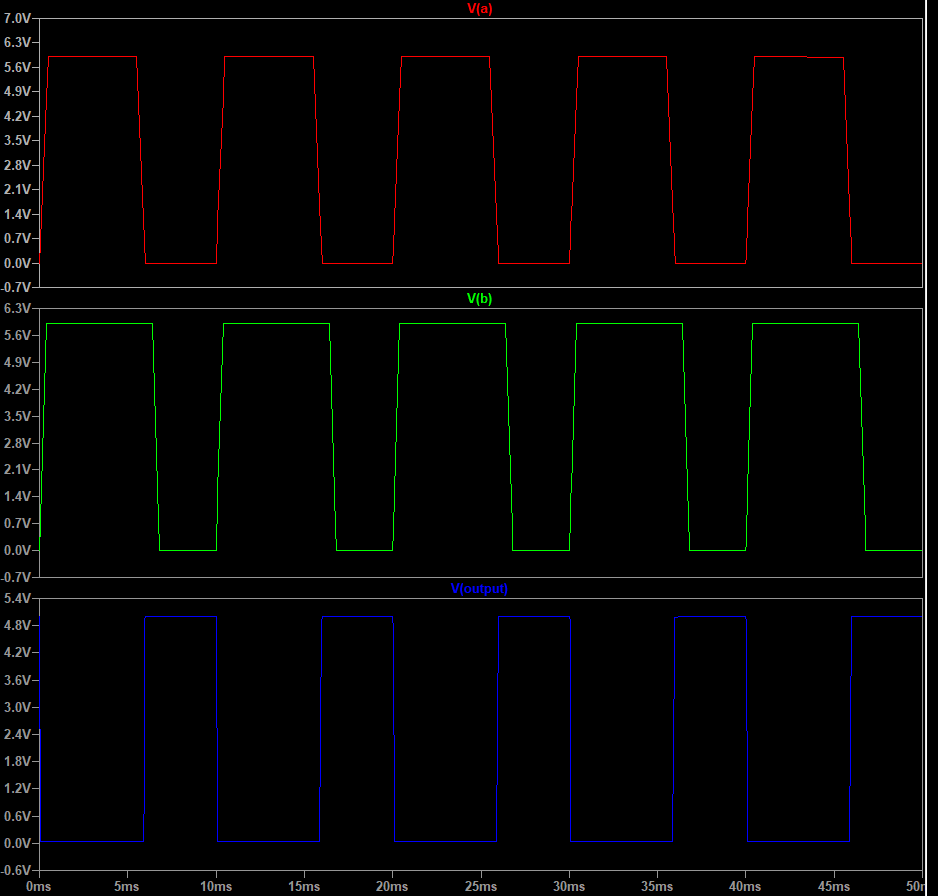 V(a)
7.0V
6.3V
5.6V
4.9V
4.2V
3.5V
2.8V
2.1V
1.4V
0.7V
0.0V
-0.7V
V(b)
6.3V
5.6V
4.9V
4.2V
3.5V
2.8V
2.1V
1.4V
0.7V
0.0V
-0.7V
V(output)
5.4V
4.8V
4.2V
3.6V
3.0V
2.4V
1.8V
1.2V
0.6V
0.0V
-0.6V
0ms 5ms 10ms 15ms 20ms 25ms 30ms 35ms 40ms 45ms 50